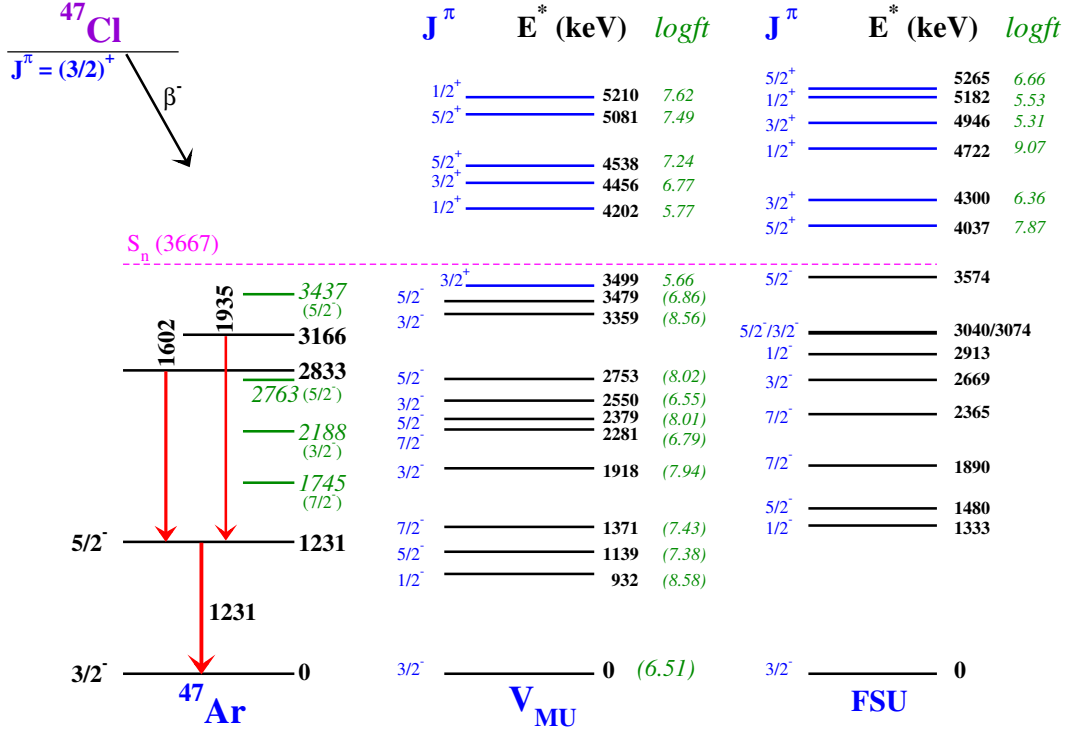 ⁴⁷Cl
J^π = (3/2)⁺
β⁻
J^π E* (keV) logft
J^π E* (keV) logft
1/2⁺ 5210 7.62
5/2⁺ 5081 7.49
5/2⁺ 4538 7.24
3/2⁺ 4456 6.77
1/2⁺ 4202 5.77
5/2⁺ 5265 6.66
1/2⁺ 5182 5.53
3/2⁺ 4946 5.31
1/2⁺ 4722 9.07
3/2⁺ 4300 6.36
5/2⁺ 4037 7.87
S_n (3667)
3437
(5/2⁻)
1602
1935
3166
2833
2763 (5/2⁻)
2188
(3/2⁻)
1745
(7/2⁻)
5/2⁻ 1231
1231
3/2⁻ 0
⁴⁷Ar
3/2⁺ 3499 5.66
5/2⁻ 3479 (6.86)
3/2⁻ 3359 (8.56)
5/2⁻ 2753 (8.02)
3/2⁻ 2550 (6.55)
5/2⁻ 2379 (8.01)
7/2⁻ 2281 (6.79)
3/2⁻ 1918 (7.94)
7/2⁻ 1371 (7.43)
5/2⁻ 1139 (7.38)
1/2⁻ 932 (8.58)
3/2⁻ 0 (6.51)
V_MU
5/2⁻ 3574
5/2⁻/3/2⁻ 3040/3074
1/2⁻ 2913
3/2⁻ 2669
7/2⁻ 2365
7/2⁻ 1890
5/2⁻ 1480
1/2⁻ 1333
3/2⁻ 0
FSU